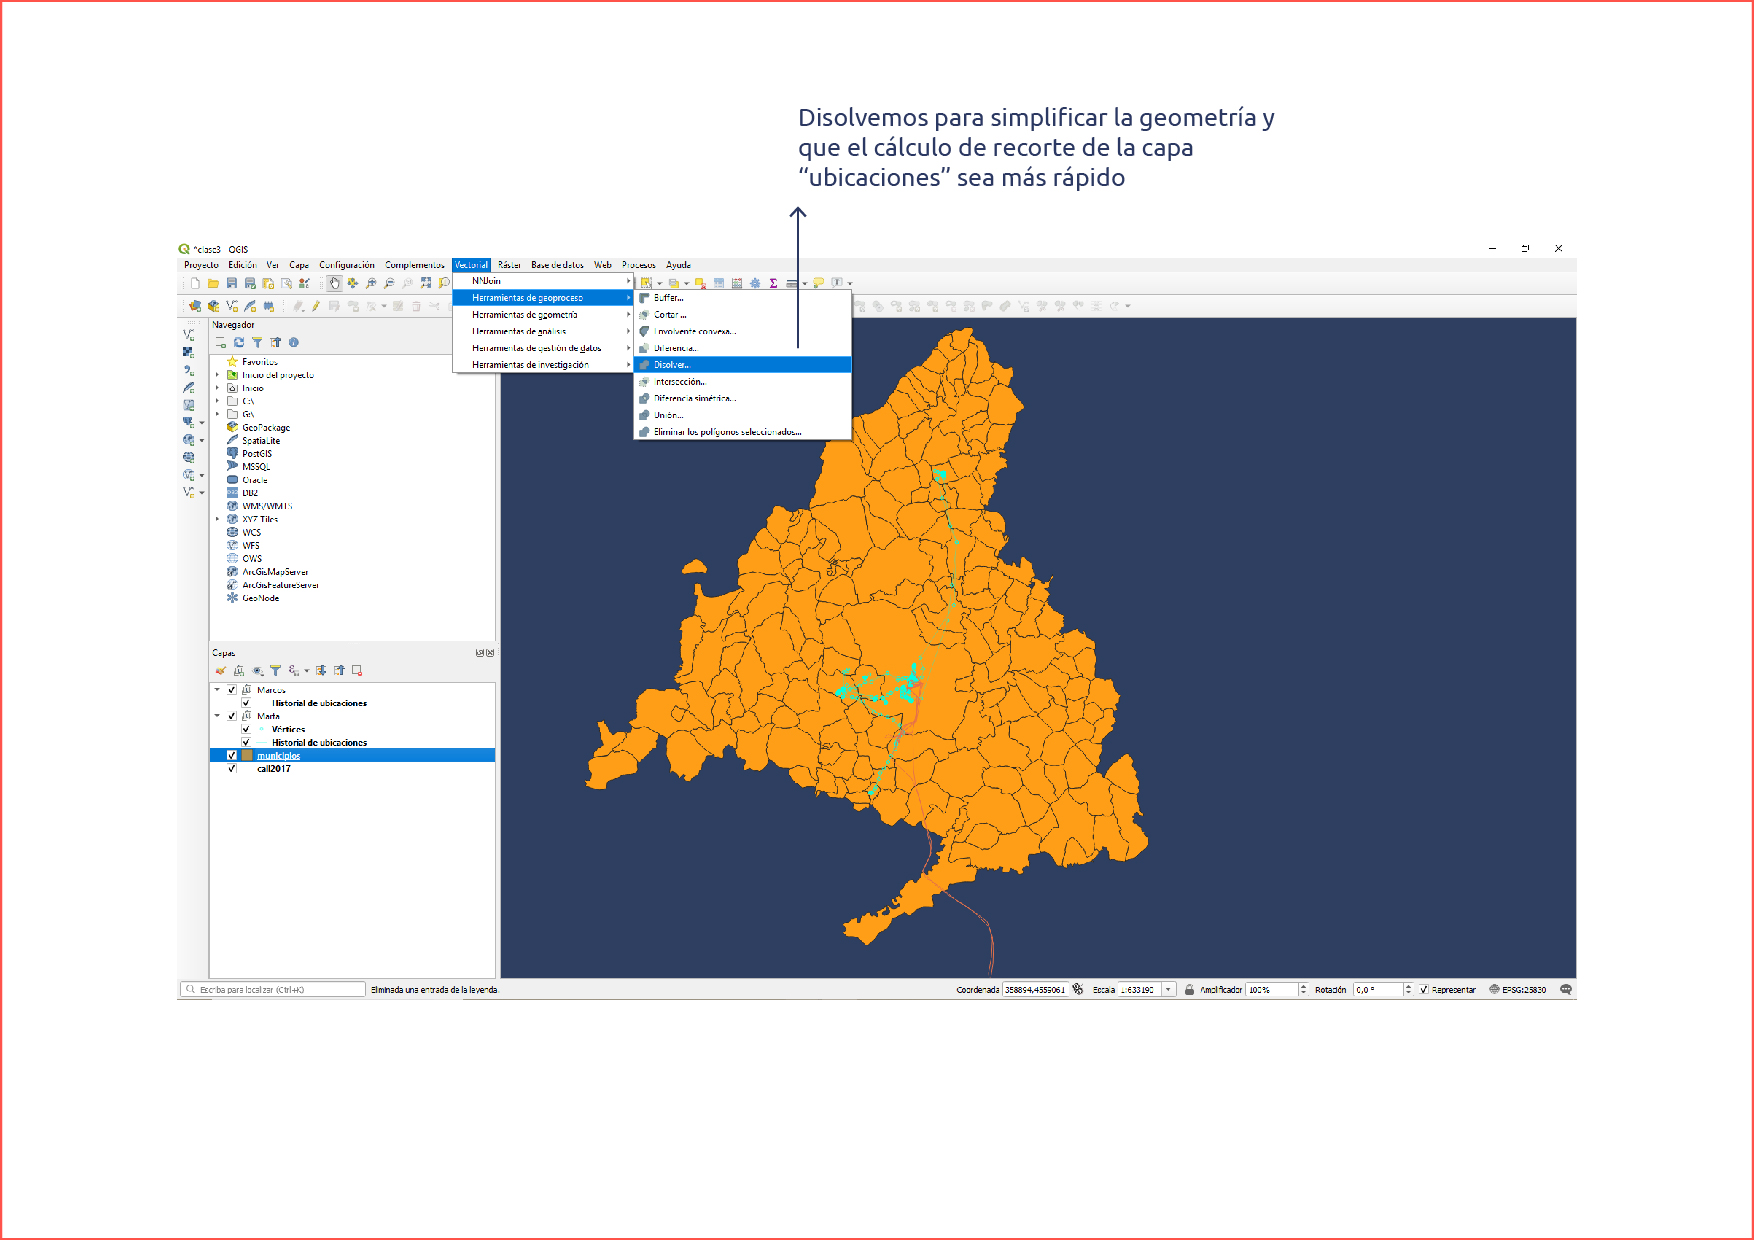 Disolvemos para simplificar la geometría y
que el cálculo de recorte de la capa
“ubicaciones” sea más rápido
*clase3 - QGIS
Proyecto Edición Ver Capa Configuración Complementos Vectorial Ráster Base de datos Web Procesos Ayuda
NNJoin
Herramientas de geoproceso
Herramientas de geometría
Herramientas de análisis
Herramientas de gestión de datos
Herramientas de investigación
Buffer...
Cortar...
Envolvente convexa...
Diferencia...
Disolver...
Intersección...
Diferencia simétrica...
Unión...
Eliminar los polígonos seleccionados...
Navegador
Favoritos
Inicio del proyecto
Inicio
C:\
G:\
GeoPackage
SpatiaLite
PostGIS
MSSQL
Oracle
DB2
WMS/WMTS
XYZ Tiles
WCS
WFS
OWS
ArcGisMapServer
ArcGisFeatureServer
GeoNode
Capas
Marcos
Historial de ubicaciones
Marta
Vértices
Historial de ubicaciones
municipios
call2017
Escriba para localizar (Ctrl+K) Eliminada una entrada de la leyenda. Coordenada 358894,4559061 Escala 1:633190 Amplificador 100% Rotación 0,0 ° Representar EPSG:25830